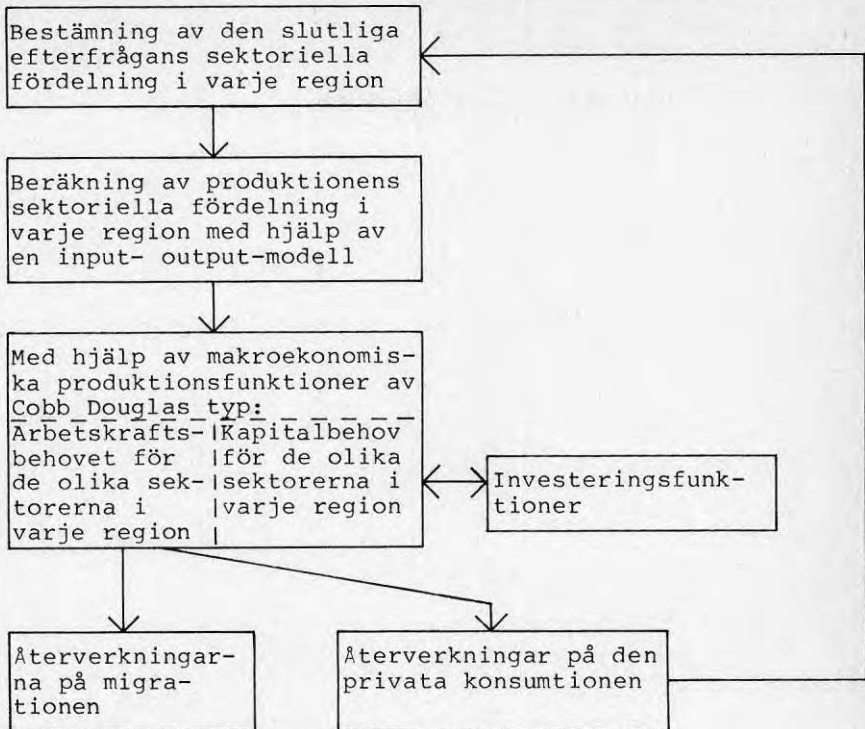 Bestämning av den slutliga
efterfrågans sektoriella
fördelning i varje region
Beräkning av produktionens
sektoriella fördelning i
varje region med hjälp av
en input- output-modell
Med hjälp av makroekonomis-
ka produktionsfunktioner av
Cobb Douglas typ:
Arbetskrafts-
behovet för
de olika sek-
torerna i
varje region
Kapitalbehov
för de olika
sektorerna i
varje region
Investeringsfunk-
tioner
Återverkningar-
na på migra-
tionen
Återverkningar på den
privata konsumtionen